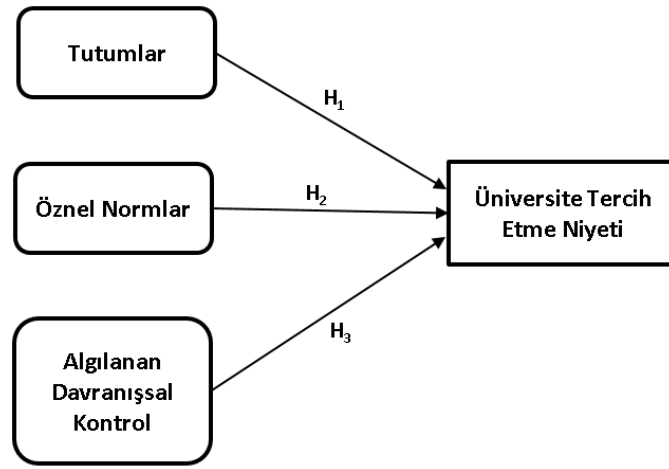 Tutumlar
H₁
Öznel Normlar
H₂
Üniversite Tercih
Etme Niyeti
Algılanan
Davranışsal
Kontrol
H₃